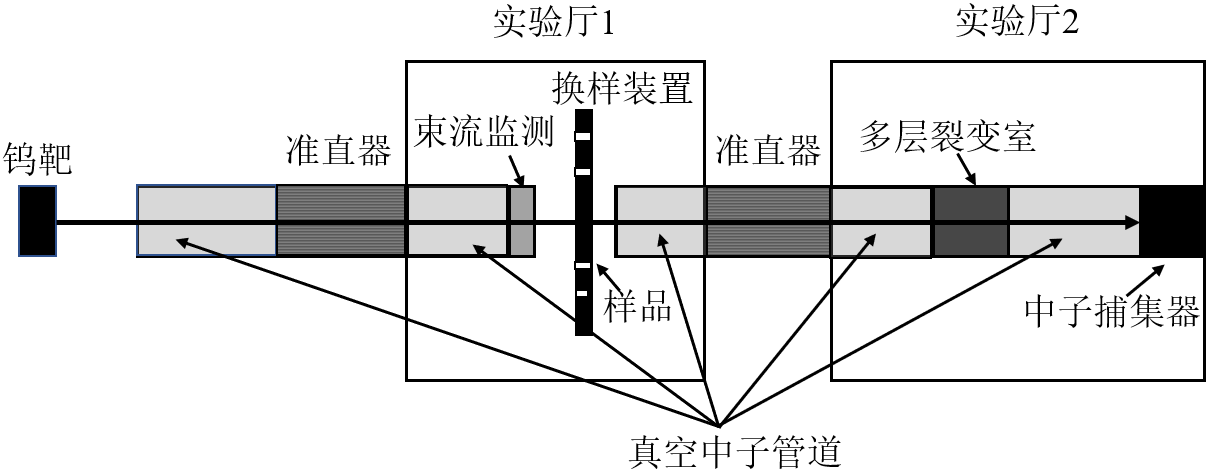 实验厅1
实验厅2
换样装置
束流监测
多层裂变室
准直器
准直器
钨靶
样品
中子捕集器
真空中子管道